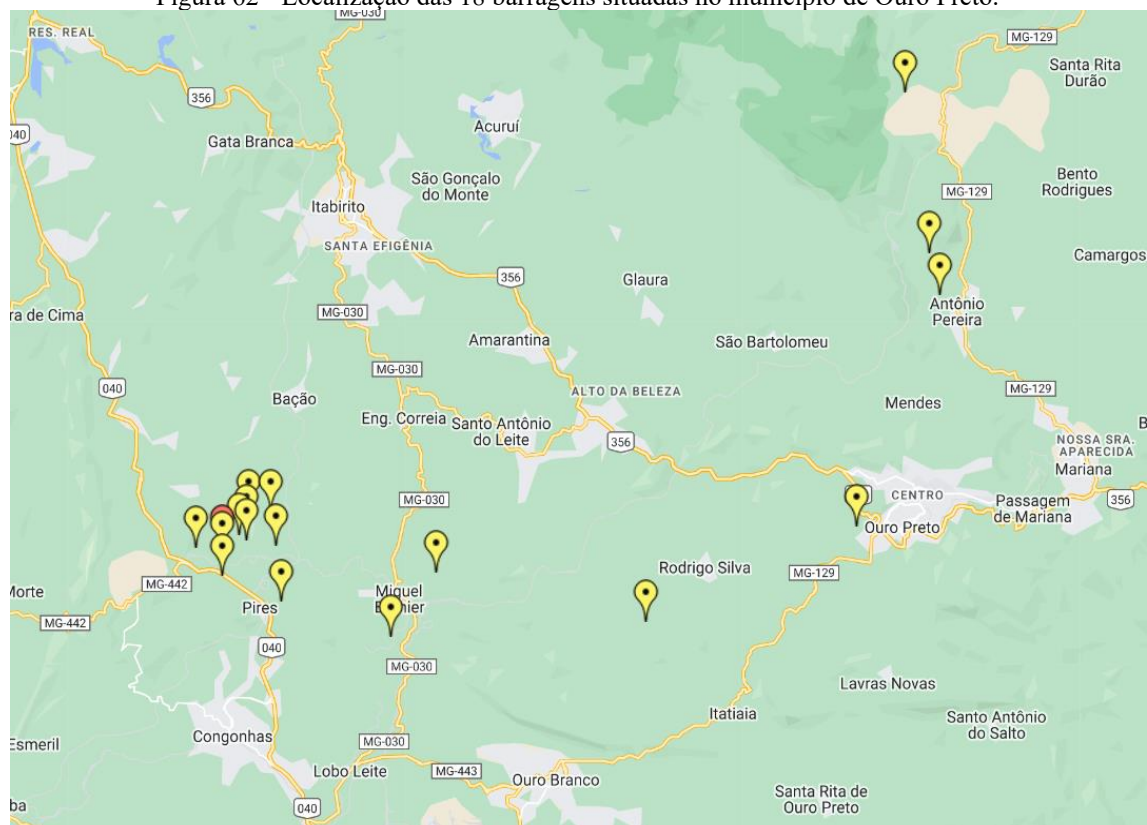 Figura 02 - Localização das 18 barragens situadas no município de Ouro Preto.
MG-030
RES. REAL
MG-129
Santa Rita
Durão
356
040
Gata Branca
Acuruí
São Gonçalo
do Monte
Bento
Rodrigues
MG-129
Itabirito
SANTA EFIGÊNIA
Camargos
356
Glaura
Antônio
Pereira
ra de Cima
MG-030
Amarantina
São Bartolomeu
MG-030
040
ALTO DA BELEZA
MG-129
Bação
Mendes
Eng. Correia
Santo Antônio
do Leite
356
NOSSA SRA.
APARECIDA
Mariana
MG-030
CENTRO
Passagem
de Mariana
356
Ouro Preto
Rodrigo Silva
MG-129
Morte
MG-442
Miguel
Pires
MG-442
040
MG-030
Lavras Novas
Itatiaia
Santo Antônio
do Salto
Esmeril
Congonhas
MG-030
Lobo Leite
MG-443
Ouro Branco
Santa Rita de
Ouro Preto
040
ba